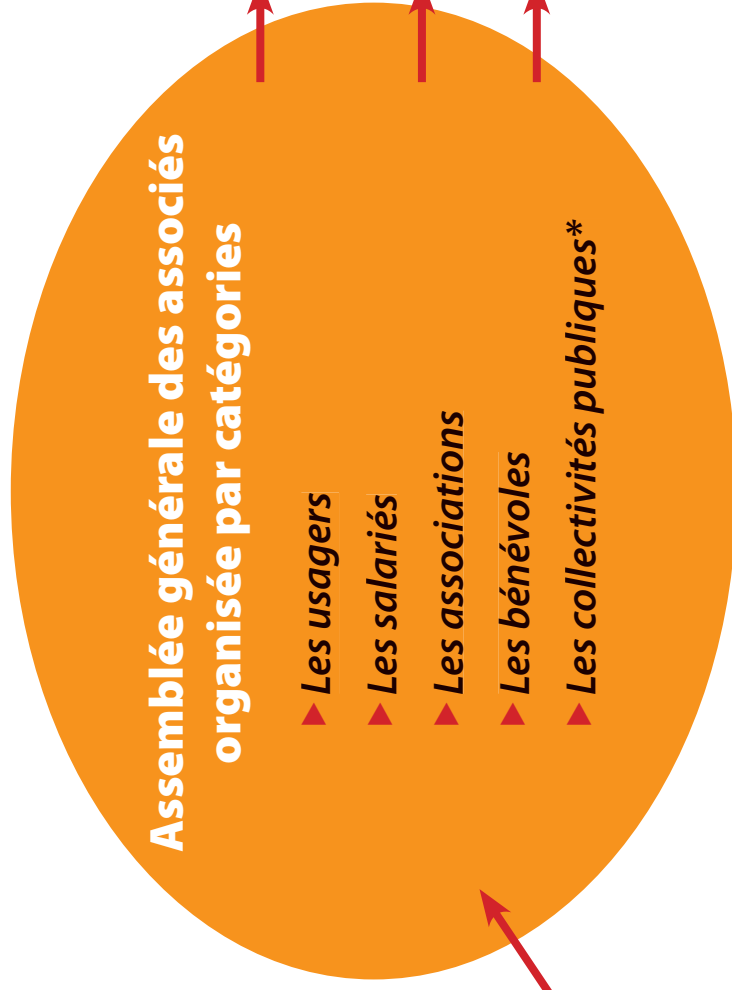 Assemblée générale des associés
organisée par catégories
Les usagers
Les salariés
Les associations
Les bénévoles
Les collectivités publiques*